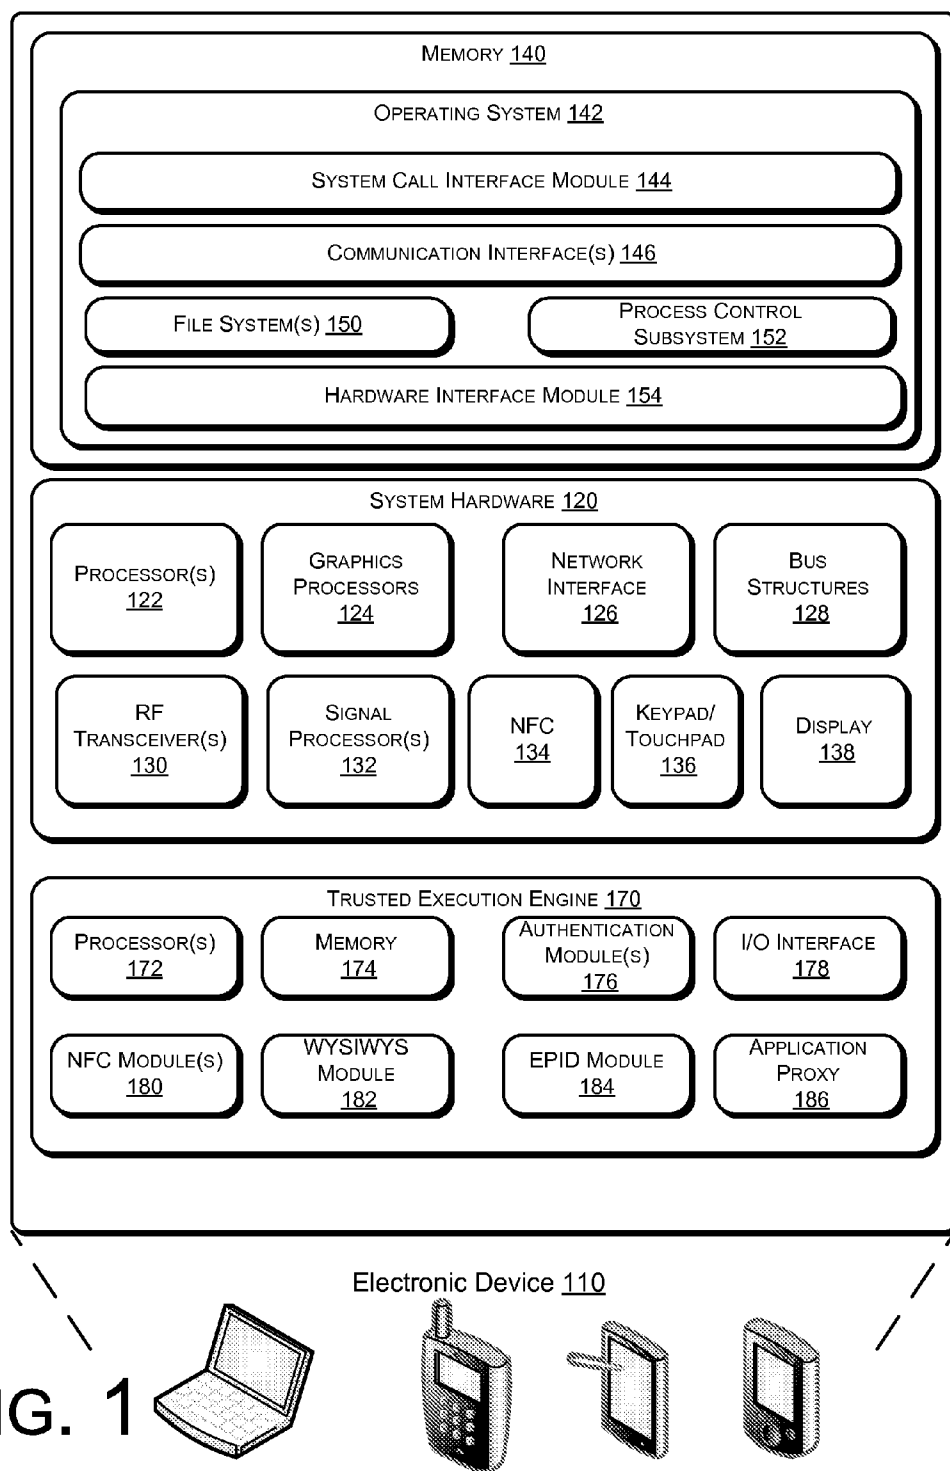 MEMORY 140
OPERATING SYSTEM 142
SYSTEM CALL INTERFACE MODULE 144
COMMUNICATION INTERFACE(S) 146
FILE SYSTEM(S) 150
PROCESS CONTROL
SUBSYSTEM 152
HARDWARE INTERFACE MODULE 154
SYSTEM HARDWARE 120
PROCESSOR(S)
122
GRAPHICS
PROCESSORS
124
NETWORK
INTERFACE
126
BUS
STRUCTURES
128
RF
TRANSCEIVER(S)
130
SIGNAL
PROCESSOR(S)
132
NFC
134
KEYPAD/
TOUCHPAD
136
DISPLAY
138
TRUSTED EXECUTION ENGINE 170
PROCESSOR(S)
172
MEMORY
174
AUTHENTICATION
MODULE(S)
176
I/O INTERFACE
178
NFC MODULE(S)
180
WYSIWYS
MODULE
182
EPID MODULE
184
APPLICATION
PROXY
186
Electronic Device 110
G. 1